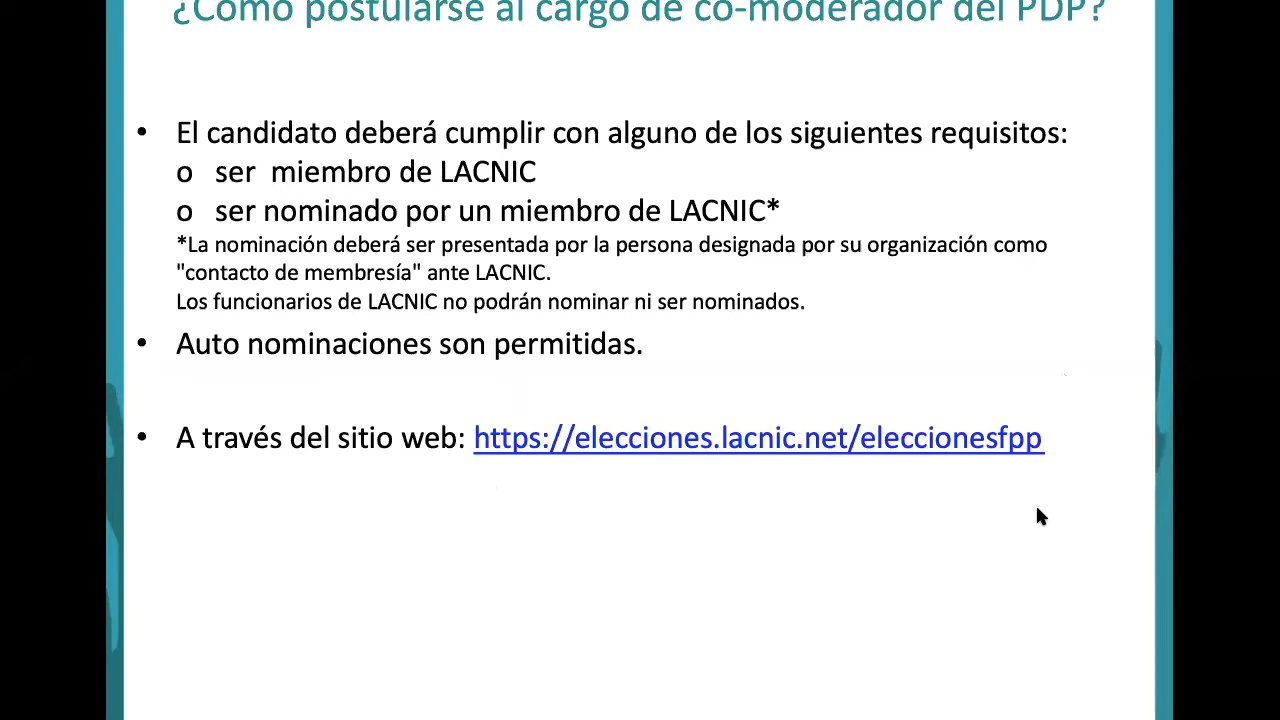 ¿Cómo postularse al cargo de co-moderador del PDP?
• El candidato deberá cumplir con alguno de los siguientes requisitos:
o ser miembro de LACNIC
o ser nominado por un miembro de LACNIC*
*La nominación deberá ser presentada por la persona designada por su organización como
"contacto de membresía" ante LACNIC.
Los funcionarios de LACNIC no podrán nominar ni ser nominados.
• Auto nominaciones son permitidas.
• A través del sitio web: https://elecciones.lacnic.net/eleccionesfpp